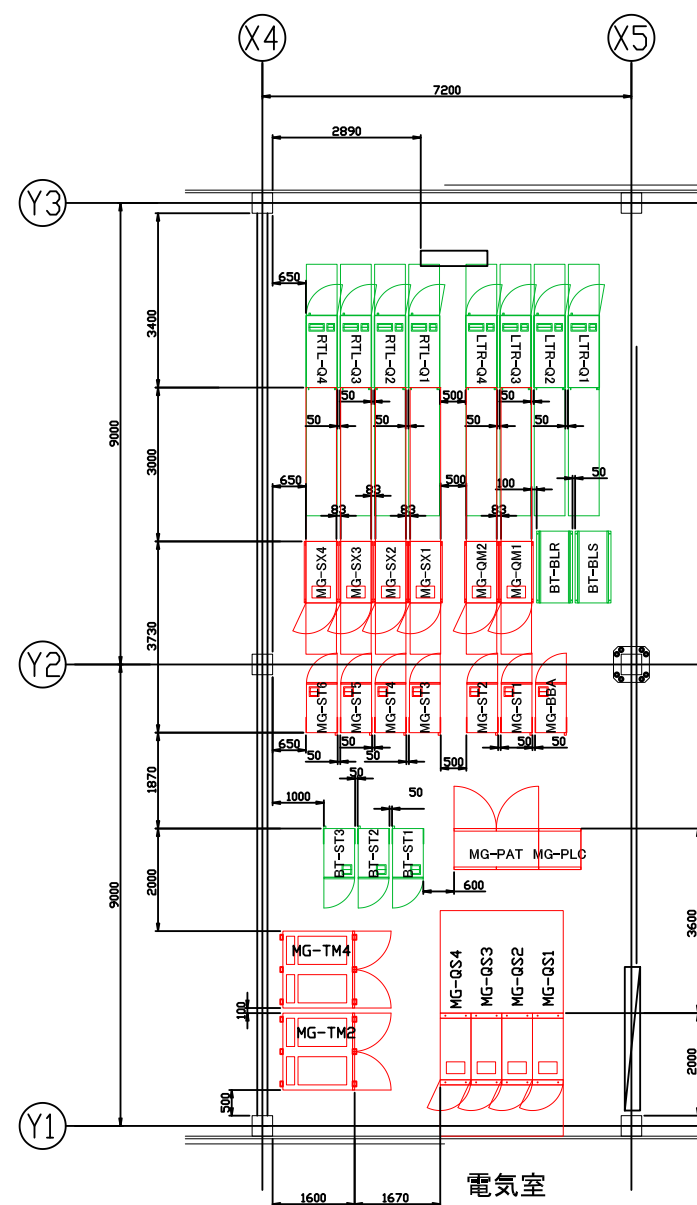 X4
X5
7200
2890
Y3
650
3400
RTL-Q4
RTL-Q3
RTL-Q2
RTL-Q1
LTR-Q4
LTR-Q3
LTR-Q2
LTR-Q1
9000
50
500
50
50
50
50
50
3000
650
83
500
100
50
83
83
83
MG-SX4
MG-SX3
MG-SX2
MG-SX1
MG-QM2
MG-QM1
BT-BLR
BT-BLS
3730
Y2
MG-ST6
MG-ST5
MG-ST4
MG-ST3
MG-ST2
MG-ST1
MG-BBA
650
50
50
50
500
50
50
1870
50
1000
50
BT-ST3
BT-ST2
BT-ST1
MG-PAT
MG-PLC
600
2000
9000
3600
MG-TM4
MG-QS4
MG-QS3
MG-QS2
MG-QS1
100
MG-TM2
2000
500
Y1
電気室
1600
1670